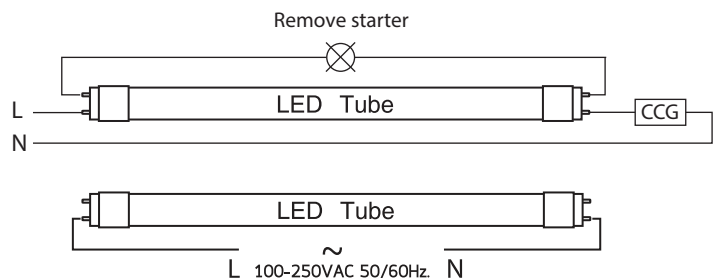 Remove starter
LED Tube
L
CCG
N
LED Tube
~
L 100-250VAC 50/60Hz. N